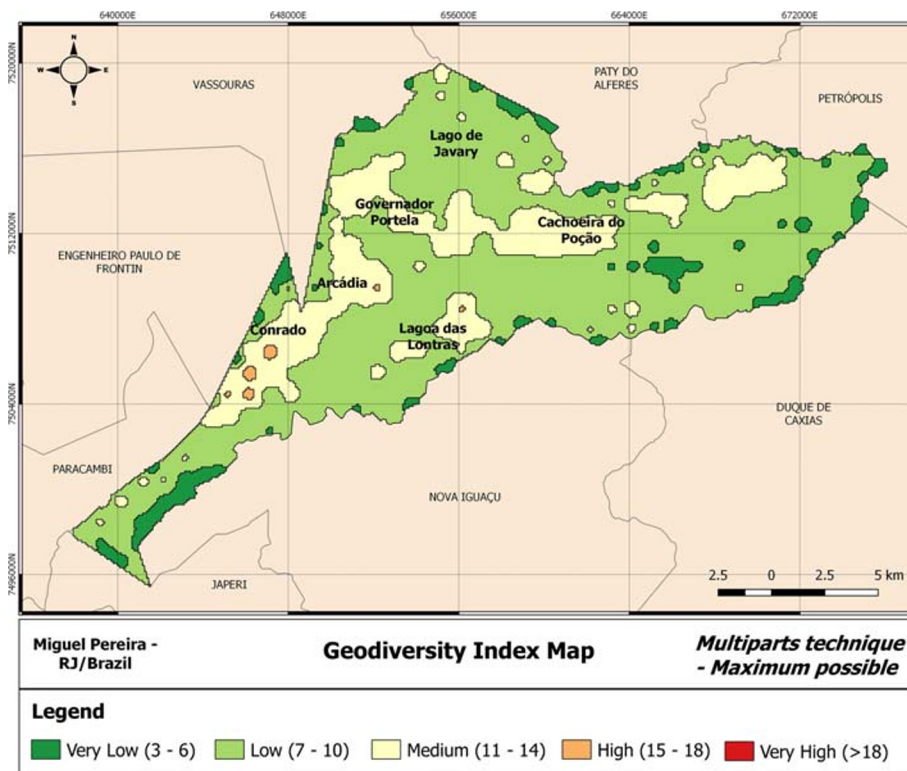 640000E 648000E 656000E 664000E 672000E
7520000N
N
W E
S
VASSOURAS
PATY DO
ALFERES
PETRÓPOLIS
Lago de
Javary
Governador
Portela
Cachoeira do
Poção
7512000N
ENGENHEIRO PAULO DE
FRONTIN
Arcádia
Conrado
Lagoa das
Lontras
7504000N
DUQUE DE
CAXIAS
PARACAMBI
NOVA IGUAÇU
7496000N
JAPERI
2.5 0 2.5 5 km
Miguel Pereira -
RJ/Brazil
Geodiversity Index Map
Multiparts technique
- Maximum possible
Legend
Very Low (3 - 6) Low (7 - 10) Medium (11 - 14) High (15 - 18) Very High (>18)